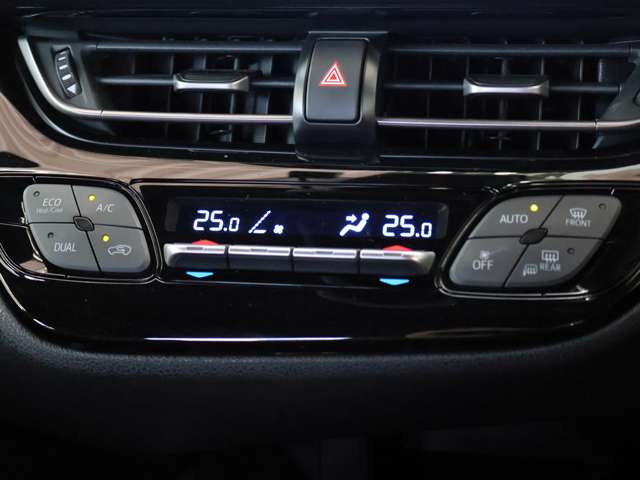 ECO
Heat/Cool
A/C
DUAL
25.0
25.0
AUTO
FRONT
OFF
REAR